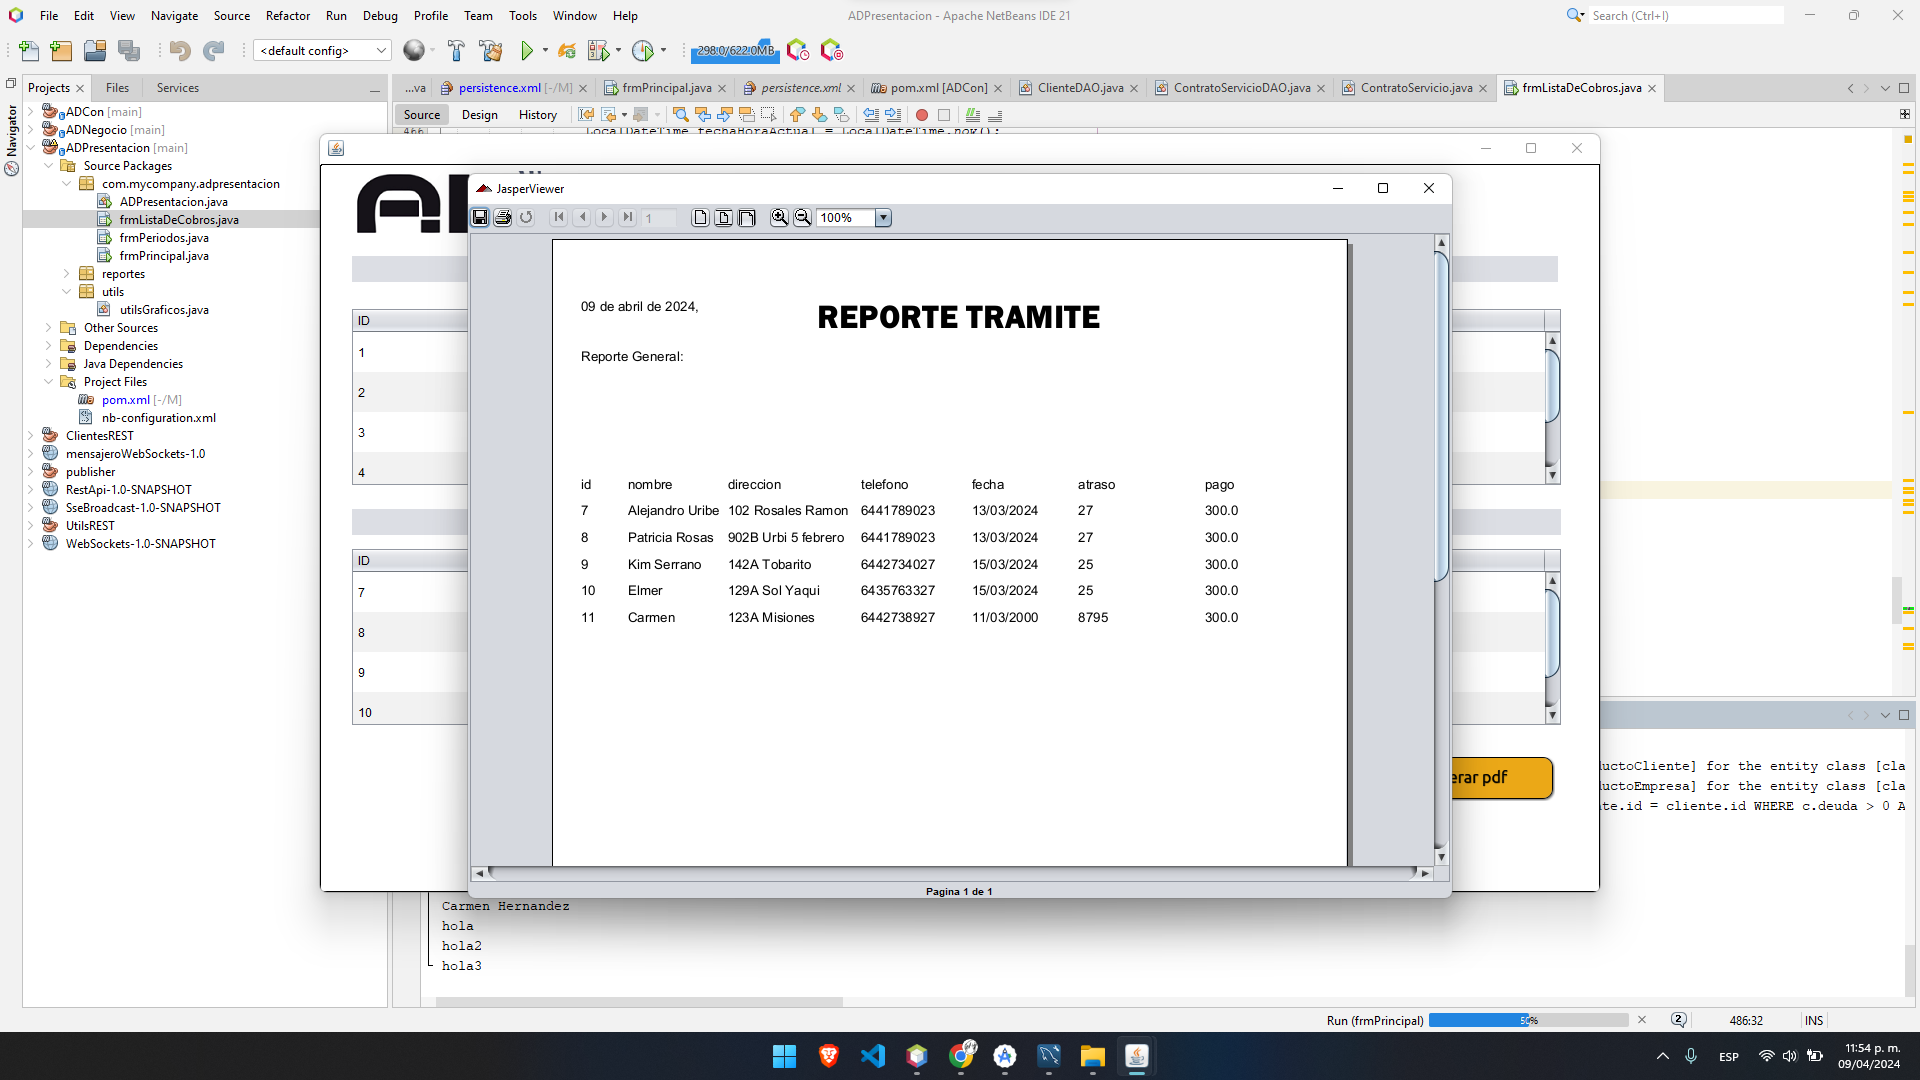 File Edit View Navigate Source Refactor Run Debug Profile Team Tools Window Help
ADPresentacion - Apache NetBeans IDE 21
Search (Ctrl+I)
<default config>
298.0/622.0MB
Projects Files Services
...va persistence.xml [-/M] frmPrincipal.java persistence.xml pom.xml [ADCon] ClienteDAO.java ContratoServicioDAO.java ContratoServicio.java frmListaDeCobros.java
Source Design History
Navigator
ADCon [main]
ADNegocio [main]
ADPresentacion [main]
Source Packages
com.mycompany.adpresentacion
ADPresentacion.java
frmListaDeCobros.java
frmPeriodos.java
frmPrincipal.java
reportes
utils
utilsGraficos.java
Other Sources
Dependencies
Java Dependencies
Project Files
pom.xml [-/M]
nb-configuration.xml
ClientesREST
mensajeroWebSockets-1.0
publisher
RestApi-1.0-SNAPSHOT
SseBroadcast-1.0-SNAPSHOT
UtilsREST
WebSockets-1.0-SNAPSHOT
466 LocalDateTime fechaHoraActual = LocalDateTime.now();
ID
1
2
3
4
ID
7
8
9
10
JasperViewer
1
100%
09 de abril de 2024,
REPORTE TRAMITE
Reporte General:
id nombre direccion telefono fecha atraso pago
7 Alejandro Uribe 102 Rosales Ramon 6441789023 13/03/2024 27 300.0
8 Patricia Rosas 902B Urbi 5 febrero 6441789023 13/03/2024 27 300.0
9 Kim Serrano 142A Tobarito 6442734027 15/03/2024 25 300.0
10 Elmer 129A Sol Yaqui 6435763327 15/03/2024 25 300.0
11 Carmen 123A Misiones 6442738927 11/03/2000 8795 300.0
Pagina 1 de 1
erar pdf
uctoCliente] for the entity class [cla
uctoEmpresa] for the entity class [cla
te.id = cliente.id WHERE c.deuda > 0 A
Carmen Hernandez
hola
hola2
hola3
Run (frmPrincipal) 50% 2 486:32 INS
ESP
11:54 p. m.
09/04/2024